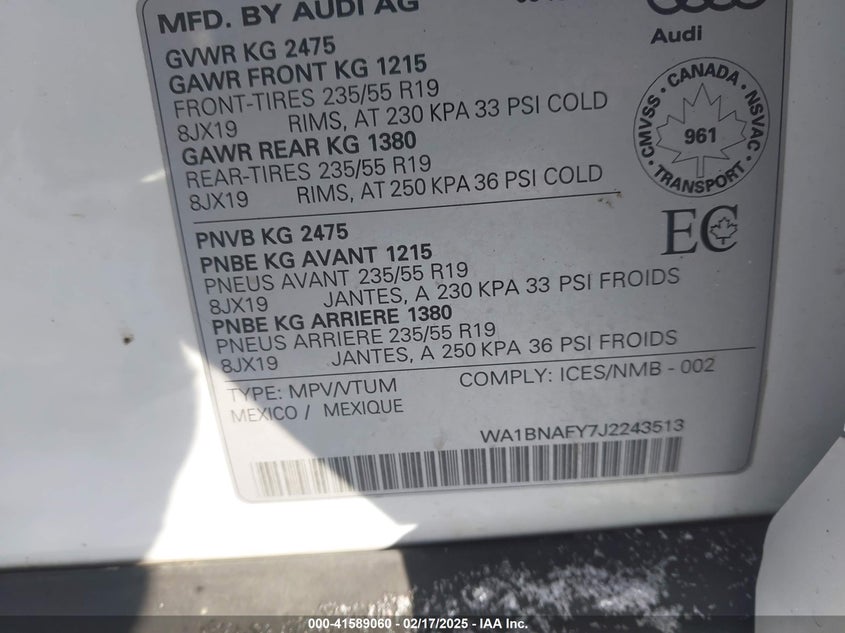 MFD. BY AUDI AG
Audi
GVWR KG 2475
GAWR FRONT KG 1215
FRONT-TIRES 235/55 R19
8JX19 RIMS, AT 230 KPA 33 PSI COLD
GAWR REAR KG 1380
REAR-TIRES 235/55 R19
8JX19 RIMS, AT 250 KPA 36 PSI COLD
CMVSS · CANADA · NSVAC · TRANSPORT ·
961
EC
PNVB KG 2475
PNBE KG AVANT 1215
PNEUS AVANT 235/55 R19
8JX19 JANTES, A 230 KPA 33 PSI FROIDS
PNBE KG ARRIERE 1380
PNEUS ARRIERE 235/55 R19
8JX19 JANTES, A 250 KPA 36 PSI FROIDS
TYPE: MPV/VTUM COMPLY: ICES/NMB - 002
MEXICO / MEXIQUE
WA1BNAFY7J2243513
000-41589060 - 02/17/2025 - IAA Inc.